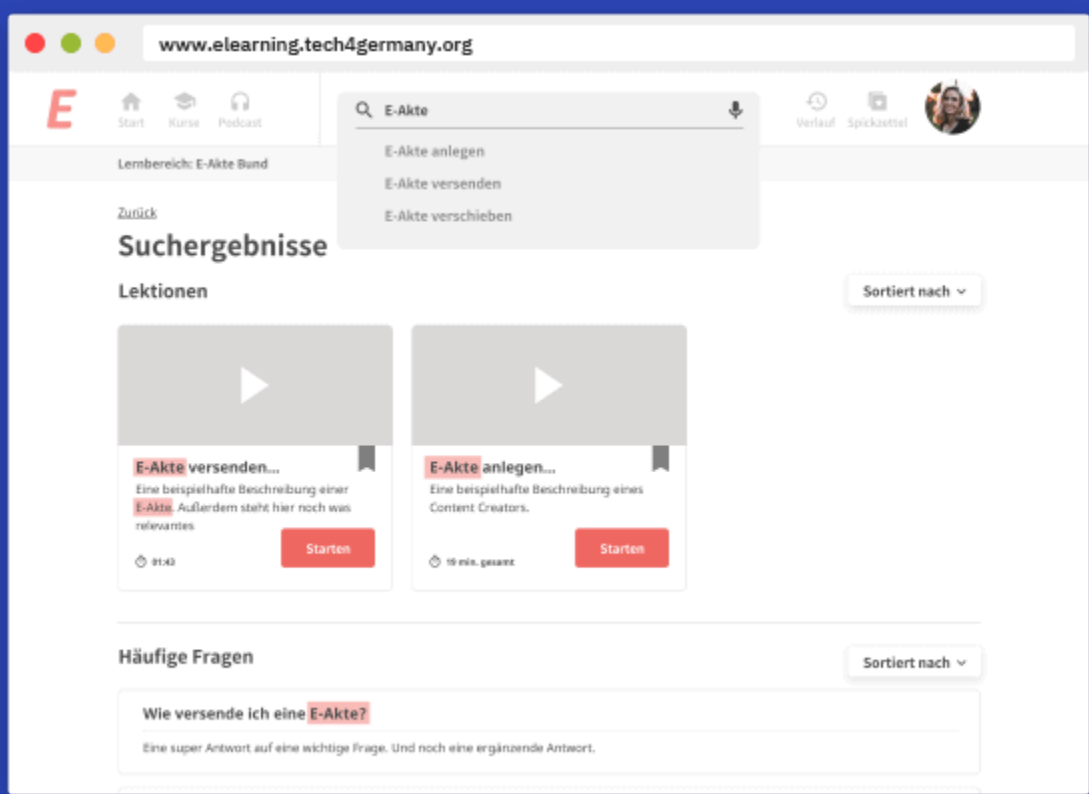 www.elearning.tech4germany.org
E
Start Kurse Podcast
E-Akte
E-Akte anlegen
E-Akte versenden
E-Akte verschieben
Verlauf Spickzettel
Lernbereich: E-Akte Bund
Zurück
Suchergebnisse
Lektionen
Sortiert nach
E-Akte versenden...
Eine beispielhafte Beschreibung einer
E-Akte. Außerdem steht hier noch was
relevantes
01:43
Starten
E-Akte anlegen...
Eine beispielhafte Beschreibung eines
Content Creators.
19 min. gesamt
Starten
Häufige Fragen
Sortiert nach
Wie versende ich eine E-Akte?
Eine super Antwort auf eine wichtige Frage. Und noch eine ergänzende Antwort.